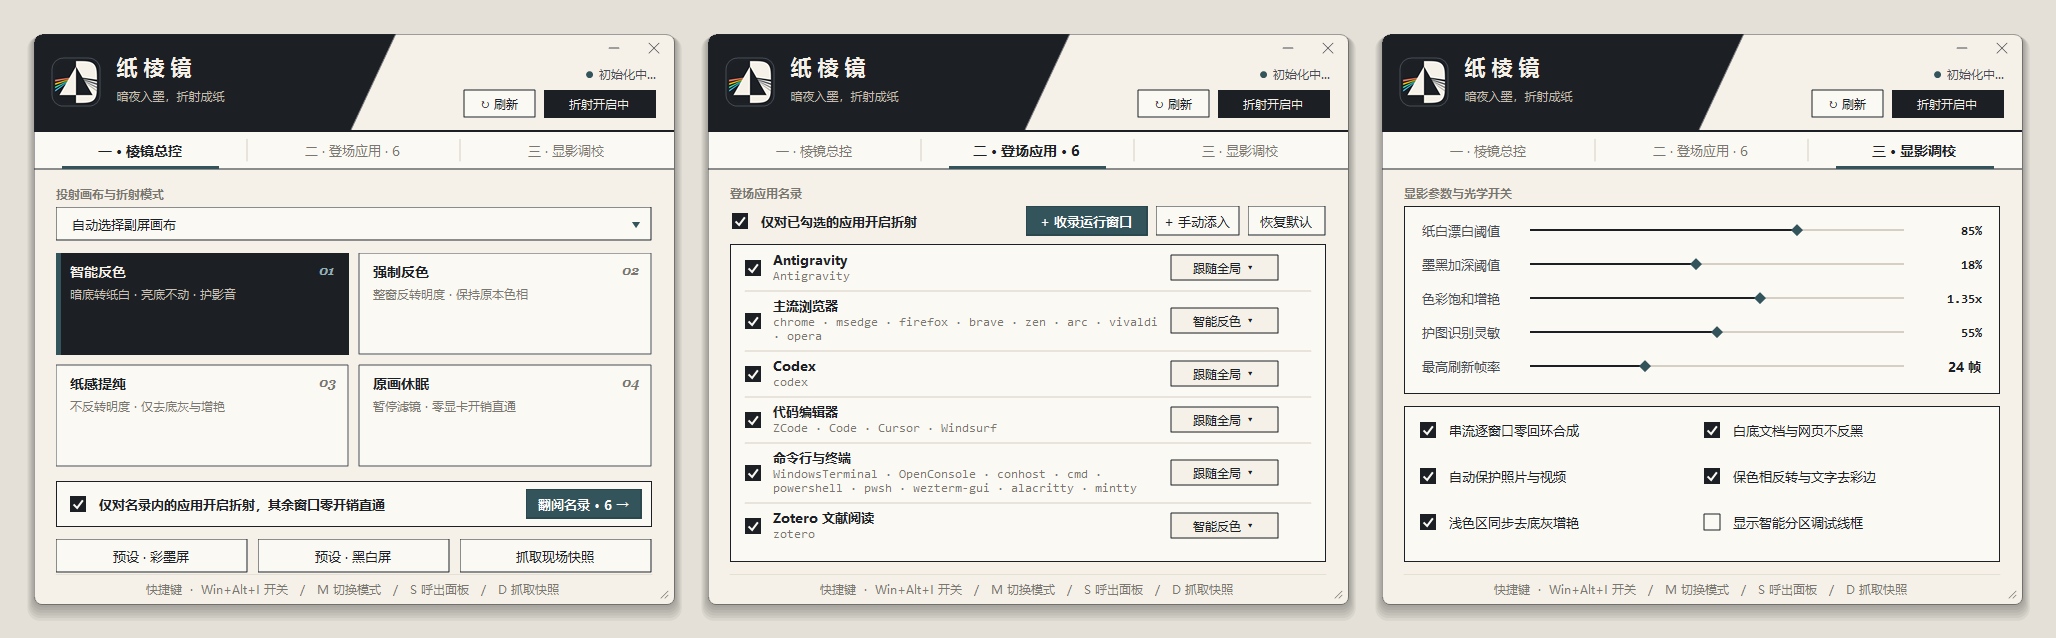 纸棱镜
暗夜入墨，折射成纸
初始化中...
↻ 刷新
折射开启中
一 • 棱镜总控
二 · 登场应用 · 6
三 · 显影调校
投射画布与折射模式
自动选择副屏画布
智能反色
01
暗底转纸白 · 亮底不动 · 护影音
强制反色
02
整窗反转明度 · 保持原本色相
纸感提纯
03
不反转明度 · 仅去底灰与增艳
原画休眠
04
暂停滤镜 · 零显卡开销直通
仅对名录内的应用开启折射，其余窗口零开销直通
翻阅名录 • 6 →
预设 · 彩墨屏
预设 · 黑白屏
抓取现场快照
快捷键 · Win+Alt+I 开关 / M 切换模式 / S 呼出面板 / D 抓取快照
纸棱镜
暗夜入墨，折射成纸
初始化中...
↻ 刷新
折射开启中
一 · 棱镜总控
二 • 登场应用 • 6
三 · 显影调校
登场应用名录
仅对已勾选的应用开启折射
+ 收录运行窗口
+ 手动添入
恢复默认
Antigravity
Antigravity
跟随全局
主流浏览器
chrome · msedge · firefox · brave · zen · arc · vivaldi
· opera
智能反色
Codex
codex
跟随全局
代码编辑器
ZCode · Code · Cursor · Windsurf
跟随全局
命令行与终端
WindowsTerminal · OpenConsole · conhost · cmd ·
powershell · pwsh · wezterm-gui · alacritty · mintty
跟随全局
Zotero 文献阅读
zotero
智能反色
快捷键 · Win+Alt+I 开关 / M 切换模式 / S 呼出面板 / D 抓取快照
纸棱镜
暗夜入墨，折射成纸
初始化中...
↻ 刷新
折射开启中
一 · 棱镜总控
二 · 登场应用 · 6
三 • 显影调校
显影参数与光学开关
纸白漂白阈值
85%
墨黑加深阈值
18%
色彩饱和增艳
1.35x
护图识别灵敏
55%
最高刷新帧率
24 帧
串流逐窗口零回环合成
白底文档与网页不反黑
自动保护照片与视频
保色相反转与文字去彩边
浅色区同步去底灰增艳
显示智能分区调试线框
快捷键 · Win+Alt+I 开关 / M 切换模式 / S 呼出面板 / D 抓取快照